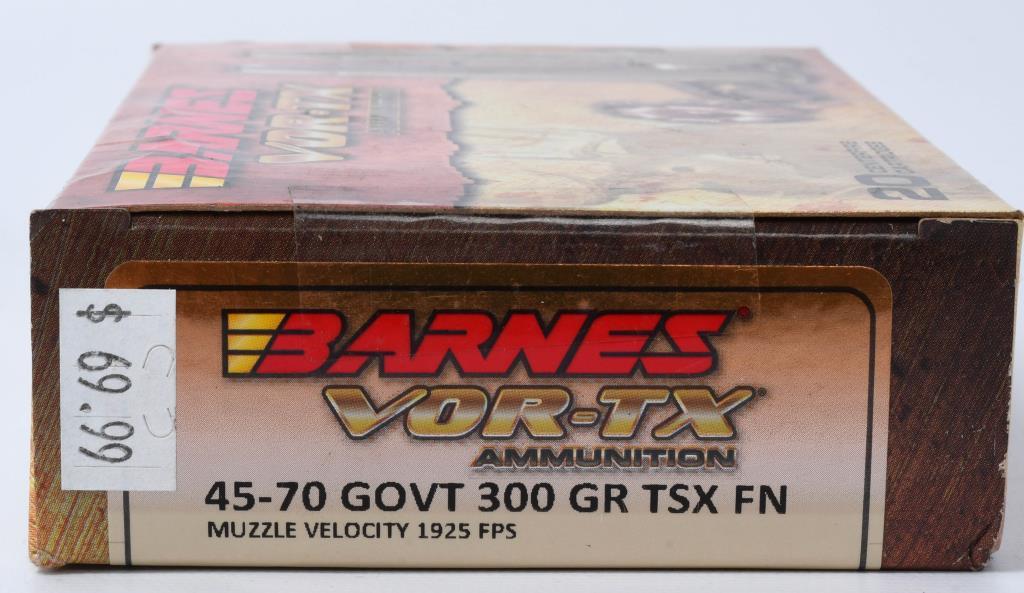 BARNES
VOR-TX
20
$ 69.99
BARNES®
VOR-TX®
AMMUNITION
45-70 GOVT 300 GR TSX FN
MUZZLE VELOCITY 1925 FPS